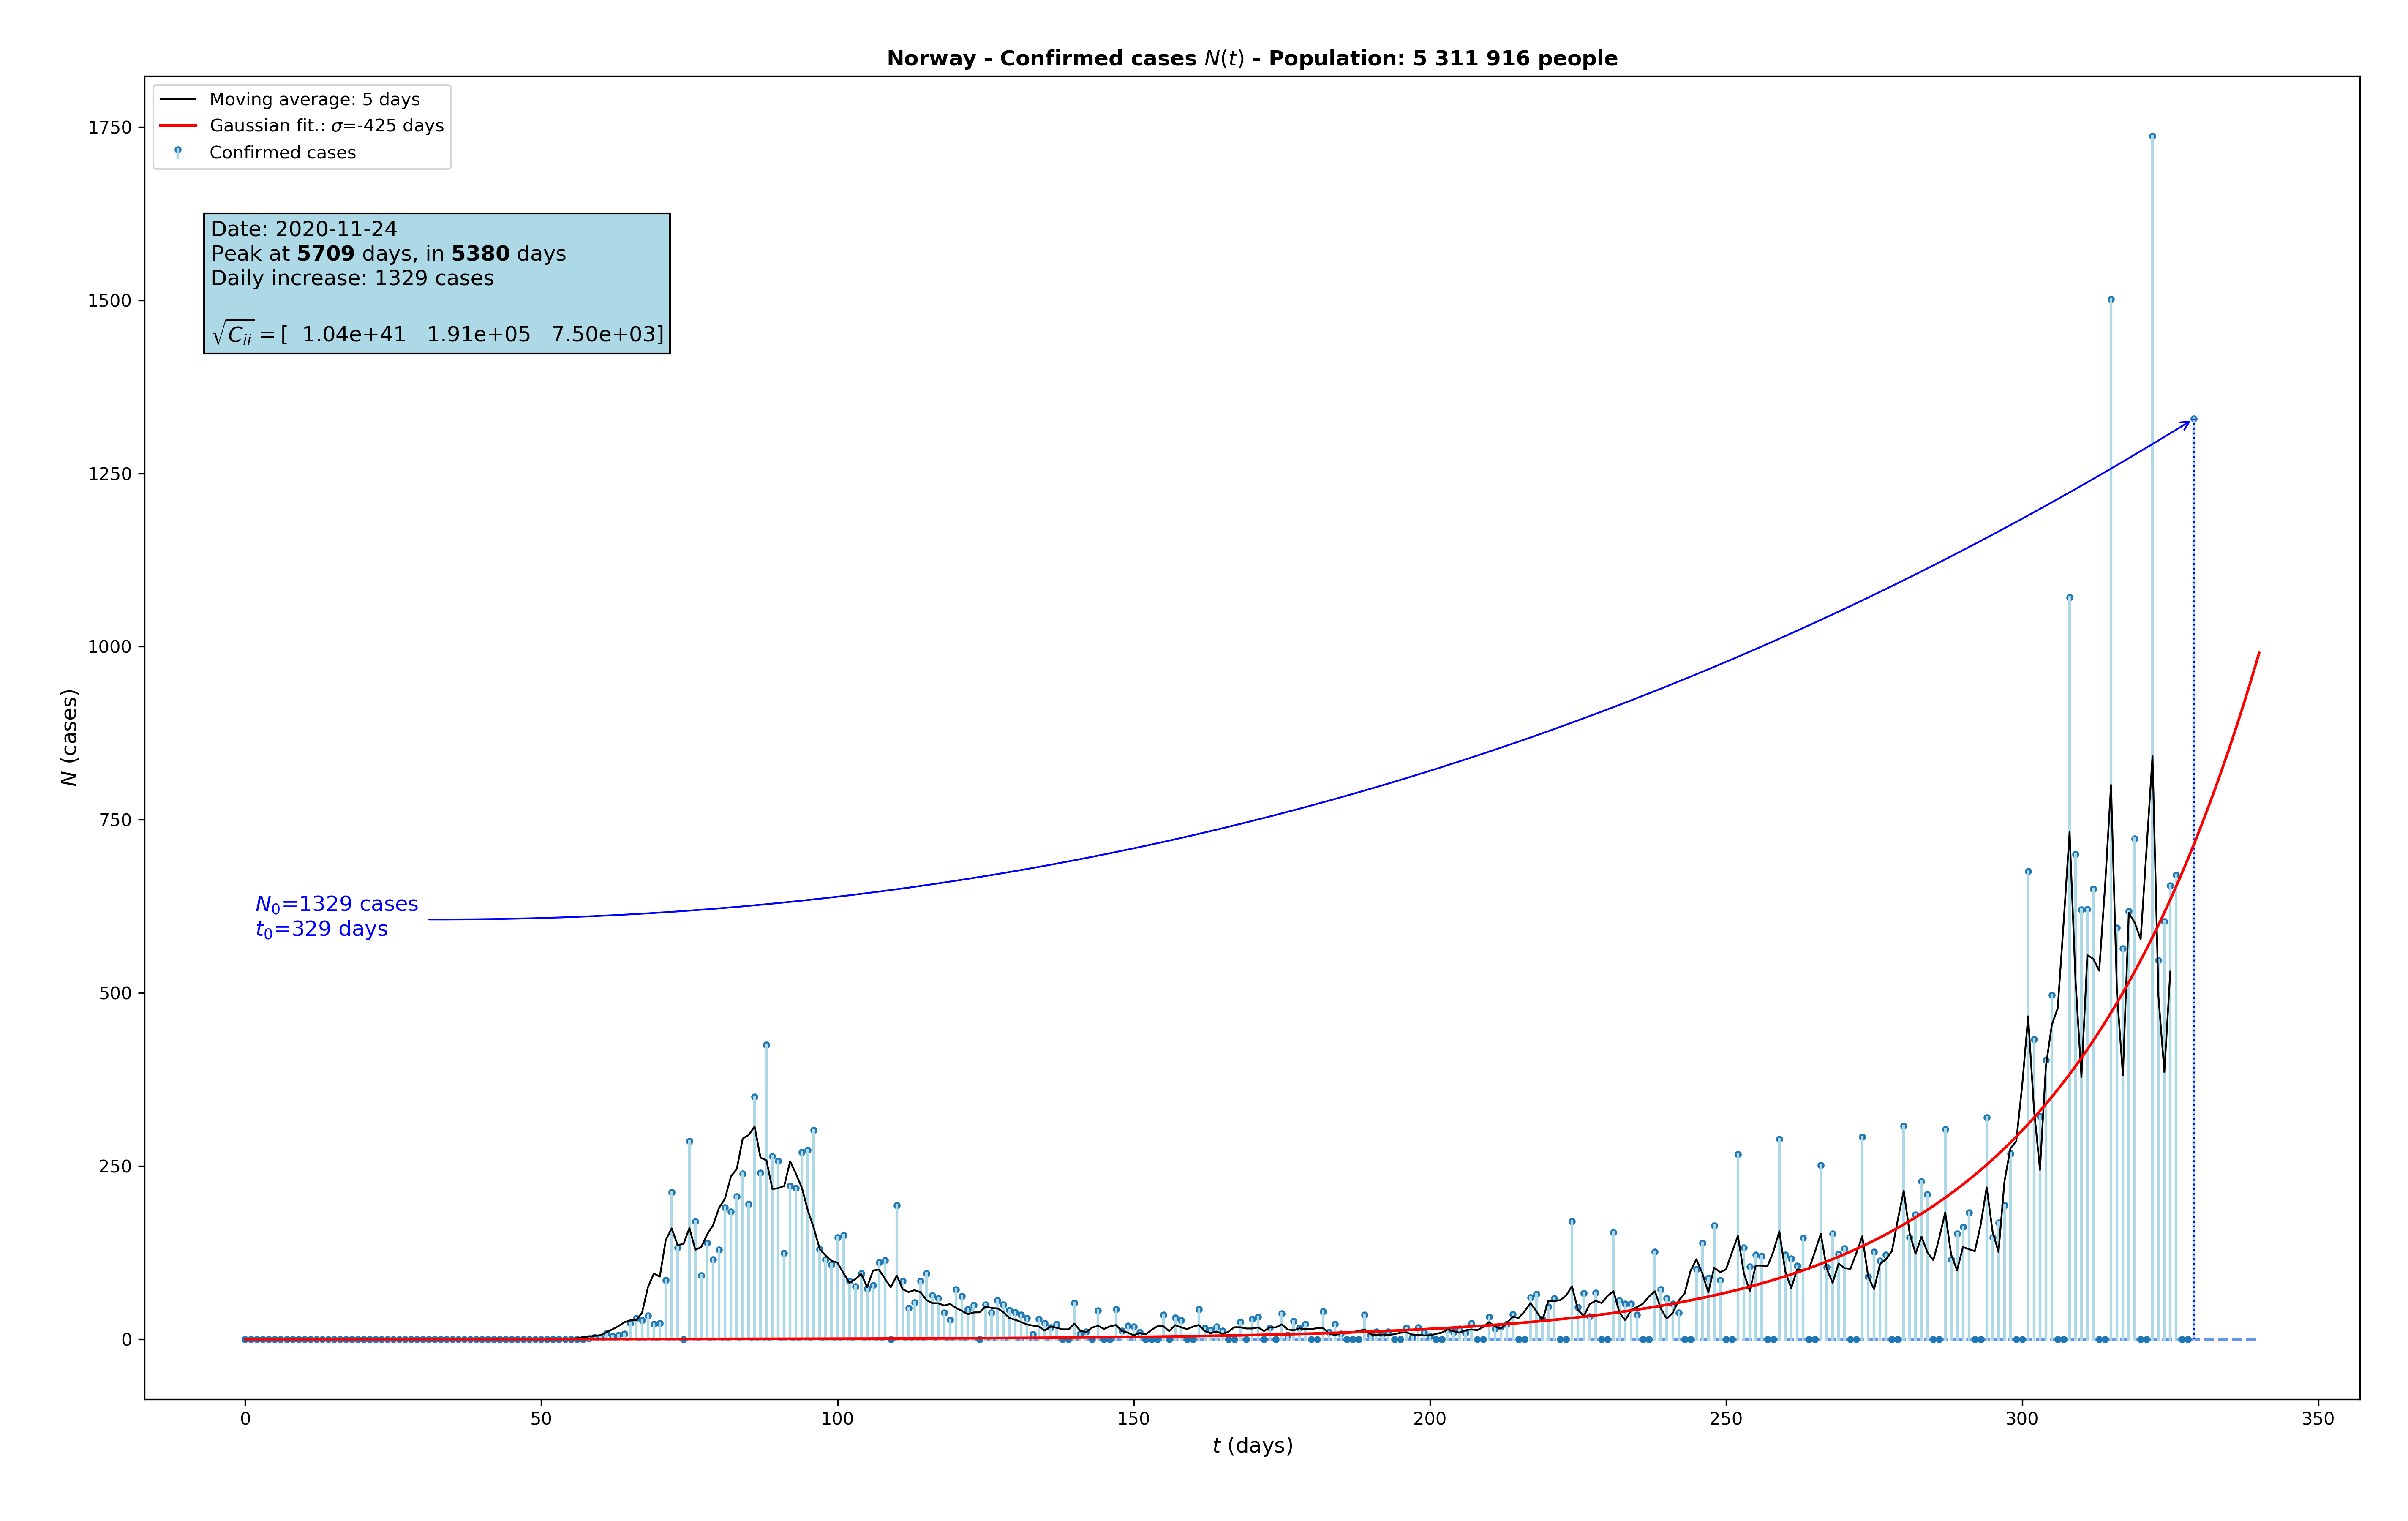 Norway - Confirmed cases N(t) - Population: 5 311 916 people
Moving average: 5 days
Gaussian fit.: σ=-425 days
Confirmed cases
Date: 2020-11-24
Peak at 5709 days, in 5380 days
Daily increase: 1329 cases
√Cᵢᵢ = [ 1.04e+41 1.91e+05 7.50e+03]
N₀=1329 cases
t₀=329 days
N (cases)
1750
1500
1250
1000
750
500
250
0
0 50 100 150 200 250 300 350
t (days)